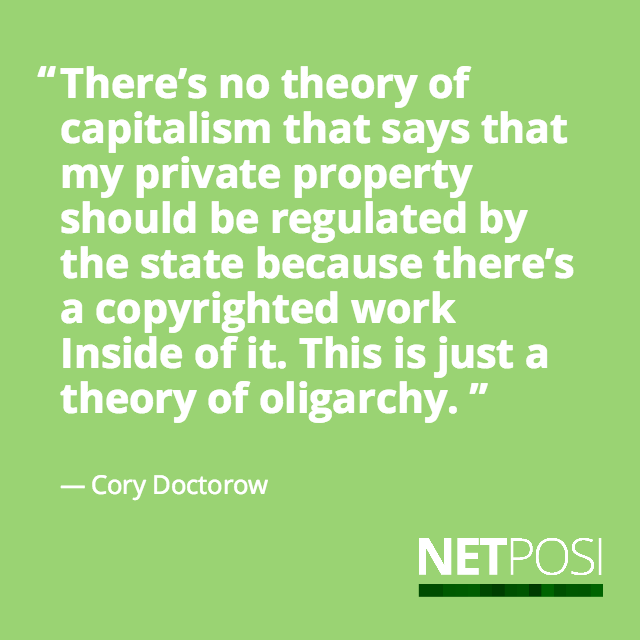 “There’s no theory of
capitalism that says that
my private property
should be regulated by
the state because there’s
a copyrighted work
Inside of it. This is just a
theory of oligarchy. ”
— Cory Doctorow
NETPOSI